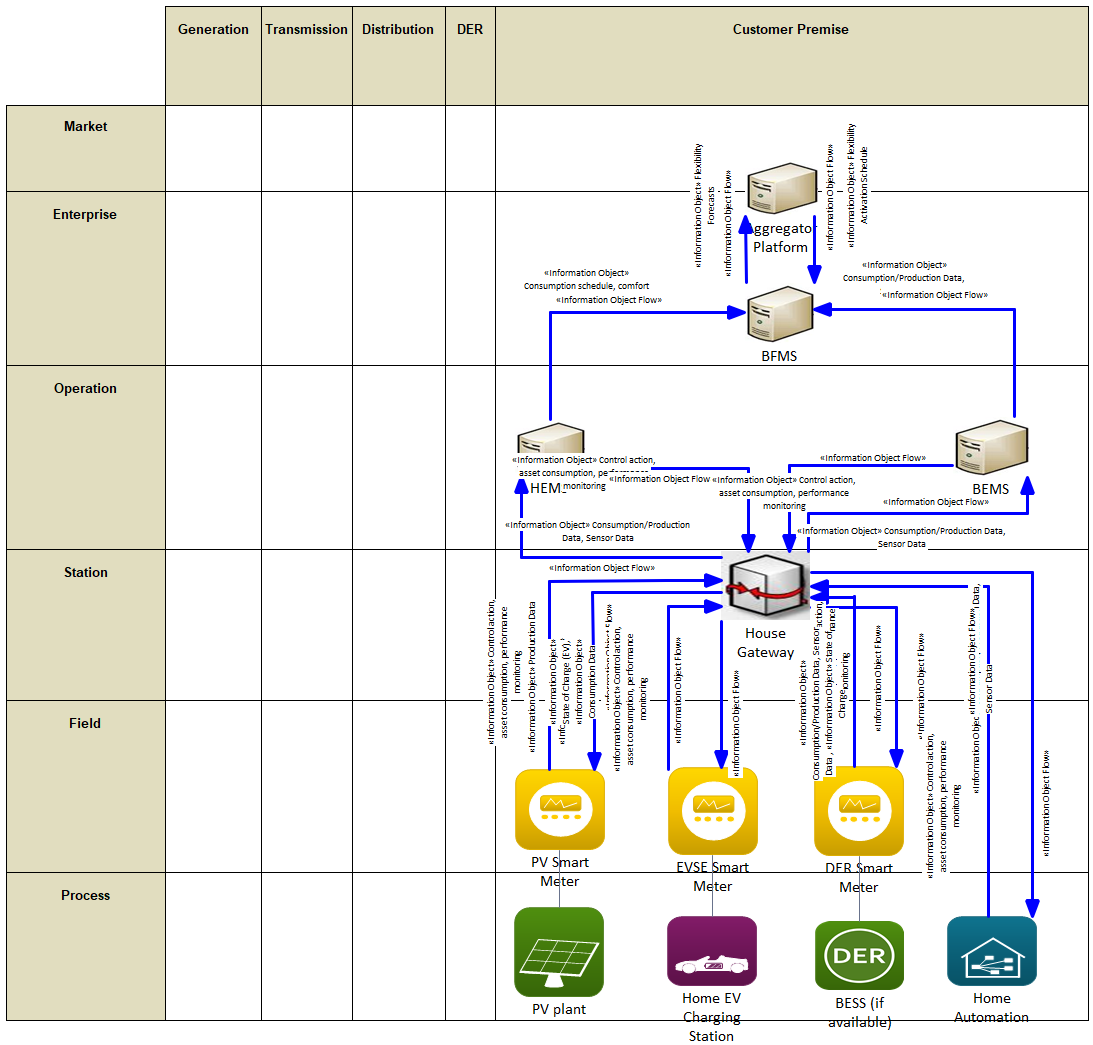 Generation
Transmission
Distribution
DER
Customer Premise
Market
Enterprise
Operation
Station
Field
Process
«Information Object» Flexibility
Forecasts
«Information Object Flow»
«Information Object Flow»
«Information Object» Flexibility
Activation Schedule
Aggregator
Platform
«Information Object»
Consumption schedule, comfort
«Information Object Flow»
«Information Object»
Consumption/Production Data,
«Information Object Flow»
BFMS
«Information Object» Control action,
asset consumption, performance
monitoring
«Information Object Flow
«Information Object» Control action,
asset consumption, performance
monitoring
«Information Object Flow»
BEMS
«Information Object Flow»
«Information Object» Consumption/Production
Data, Sensor Data
«Information Object» Consumption/Production Data,
Sensor Data
«Information Object Flow»
House
Gateway
«Information Object» Control action,
asset consumption, performance
monitoring
«Information Object» Production Data
«Information Object»
State of Charge (EV),
«Information Object»
Consumption Data
«Information Object» Control action,
asset consumption, performance
monitoring
«Information Object Flow»
«Information Object Flow»
«Information Object»
Consumption/Production Data, Sensor
Data , «Information Object» State of
Charge
«Information Object Flow»
«Information Object Flow»
«Information Object» Control action,
asset consumption, performance
monitoring
«Information Object Flow»
Sensor Data
«Information Object Flow»
PV Smart
Meter
EVSE Smart
Meter
DER Smart
Meter
DER
PV plant
Home EV
Charging
Station
BESS (if
available)
Home
Automation